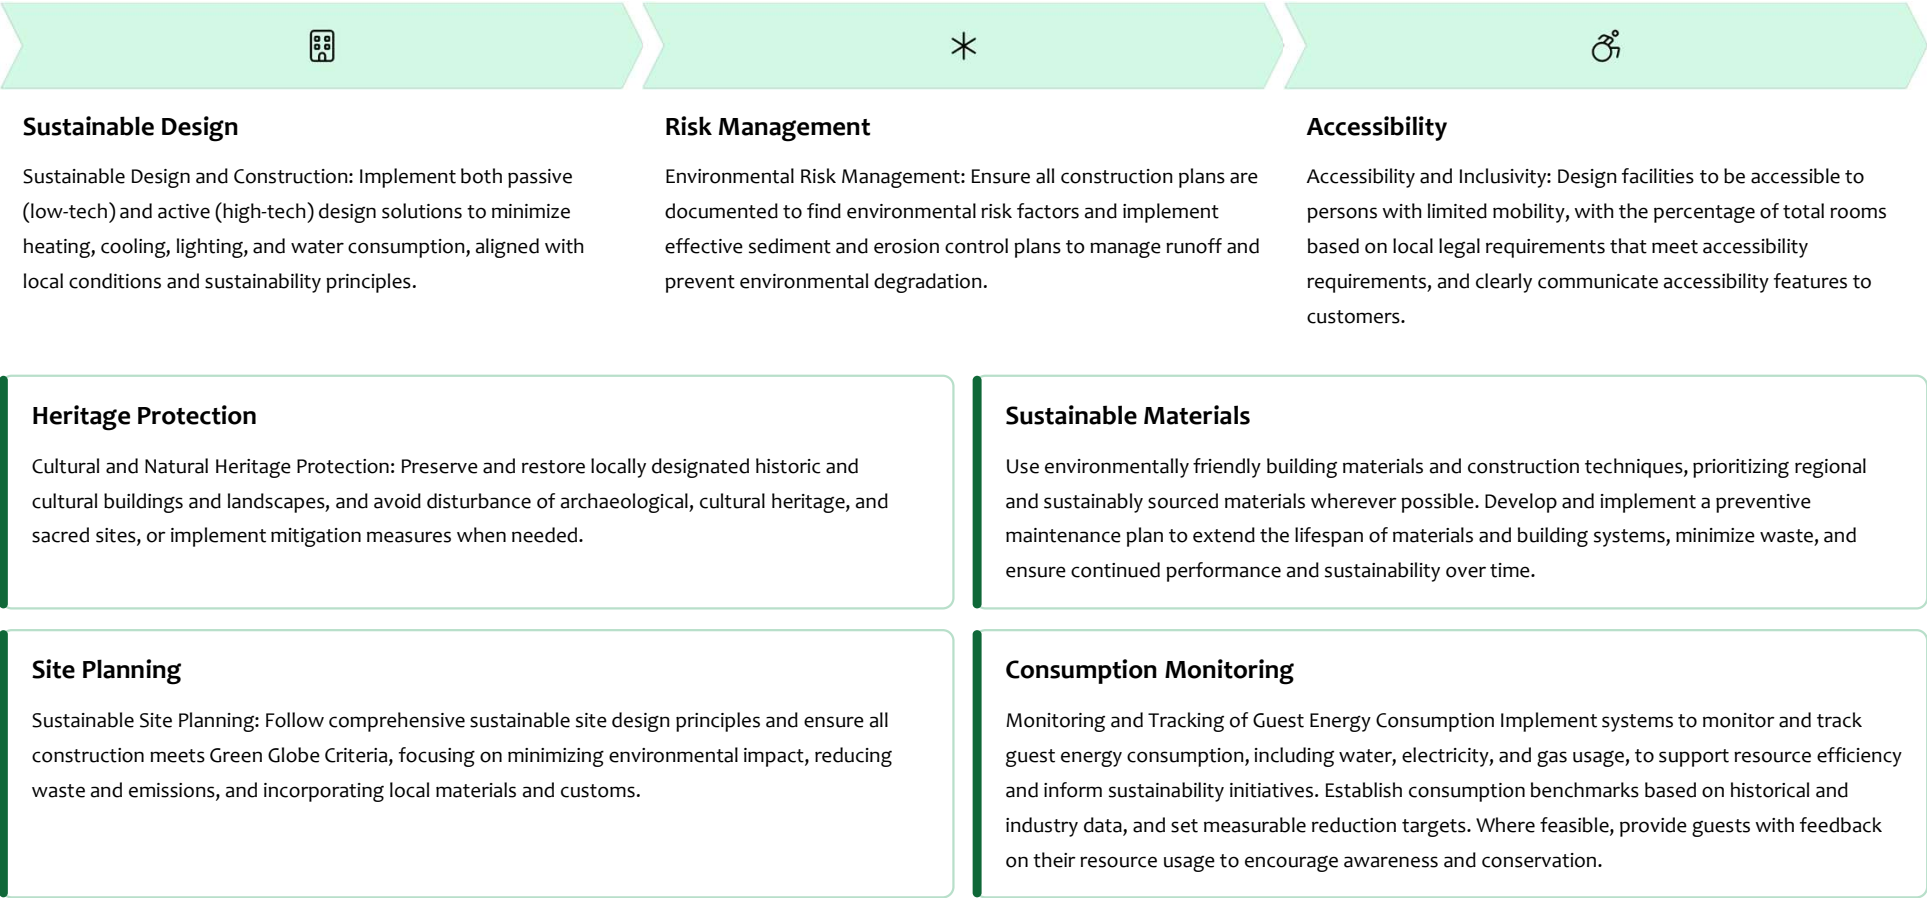 Sustainable Design
Sustainable Design and Construction: Implement both passive
(low-tech) and active (high-tech) design solutions to minimize
heating, cooling, lighting, and water consumption, aligned with
local conditions and sustainability principles.
Risk Management
Environmental Risk Management: Ensure all construction plans are
documented to find environmental risk factors and implement
effective sediment and erosion control plans to manage runoff and
prevent environmental degradation.
Accessibility
Accessibility and Inclusivity: Design facilities to be accessible to
persons with limited mobility, with the percentage of total rooms
based on local legal requirements that meet accessibility
requirements, and clearly communicate accessibility features to
customers.
Heritage Protection
Cultural and Natural Heritage Protection: Preserve and restore locally designated historic and
cultural buildings and landscapes, and avoid disturbance of archaeological, cultural heritage, and
sacred sites, or implement mitigation measures when needed.
Sustainable Materials
Use environmentally friendly building materials and construction techniques, prioritizing regional
and sustainably sourced materials wherever possible. Develop and implement a preventive
maintenance plan to extend the lifespan of materials and building systems, minimize waste, and
ensure continued performance and sustainability over time.
Site Planning
Sustainable Site Planning: Follow comprehensive sustainable site design principles and ensure all
construction meets Green Globe Criteria, focusing on minimizing environmental impact, reducing
waste and emissions, and incorporating local materials and customs.
Consumption Monitoring
Monitoring and Tracking of Guest Energy Consumption Implement systems to monitor and track
guest energy consumption, including water, electricity, and gas usage, to support resource efficiency
and inform sustainability initiatives. Establish consumption benchmarks based on historical and
industry data, and set measurable reduction targets. Where feasible, provide guests with feedback
on their resource usage to encourage awareness and conservation.